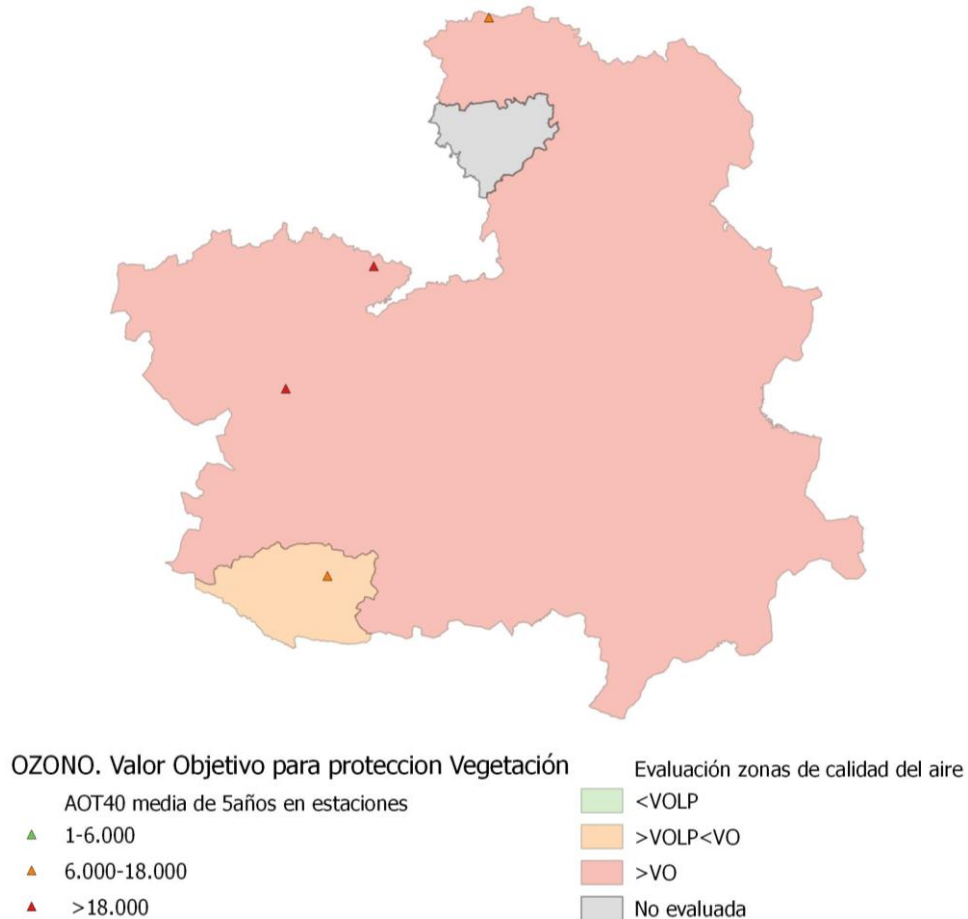 OZONO. Valor Objetivo para proteccion Vegetación
AOT40 media de 5años en estaciones
1-6.000
6.000-18.000
>18.000
Evaluación zonas de calidad del aire
<VOLP
>VOLP<VO
>VO
No evaluada